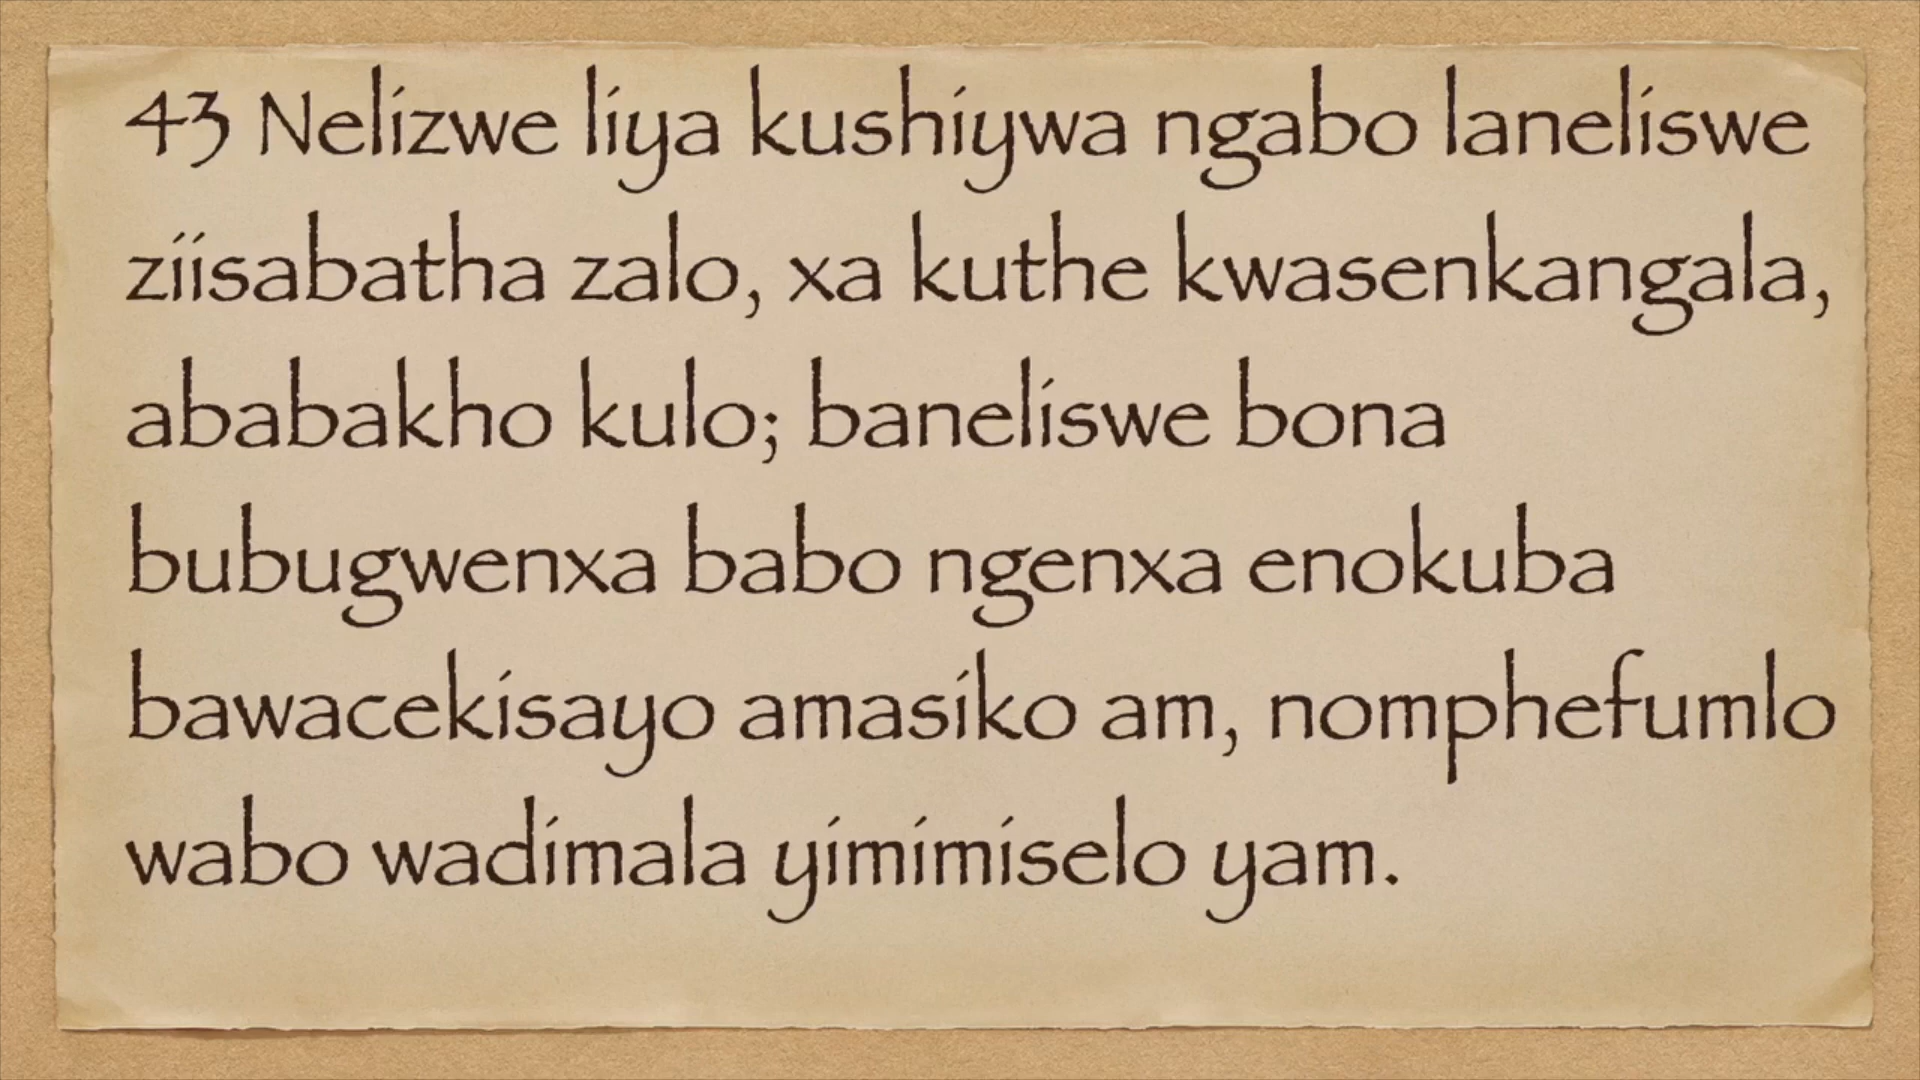 43 Nelizwe liya kushiywa ngabo laneliswe
ziisabatha zalo, xa kuthe kwasenkangala,
ababakho kulo; baneliswe bona
bubugwenxa babo ngenxa enokuba
bawacekisayo amasiko am, nomphefumlo
wabo wadimala yimimiselo yam.